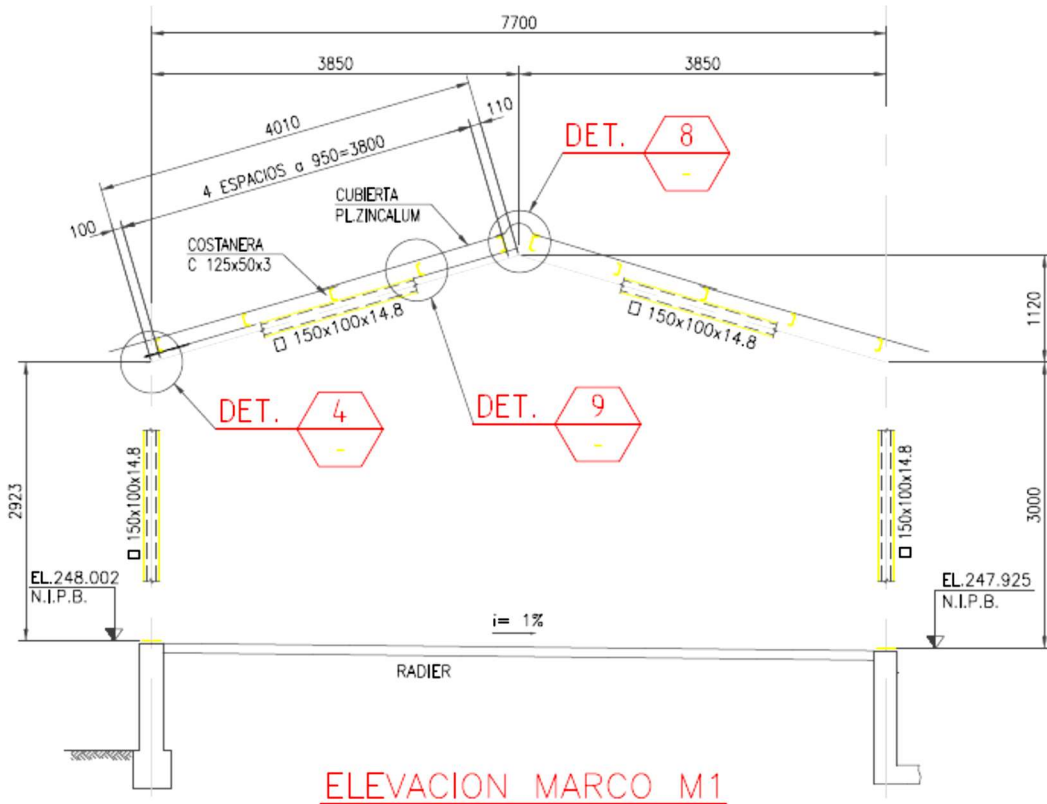 7700
3850
3850
4010
110
4 ESPACIOS a 950=3800
100
DET. 8
-
CUBIERTA
PL.ZINCALUM
COSTANERA
C 125x50x3
150x100x14.8
150x100x14.8
1120
DET. 4
-
DET. 9
-
2923
150x100x14.8
150x100x14.8
3000
EL.248.002
N.I.P.B.
EL.247.925
N.I.P.B.
i= 1%
RADIER
ELEVACION MARCO M1